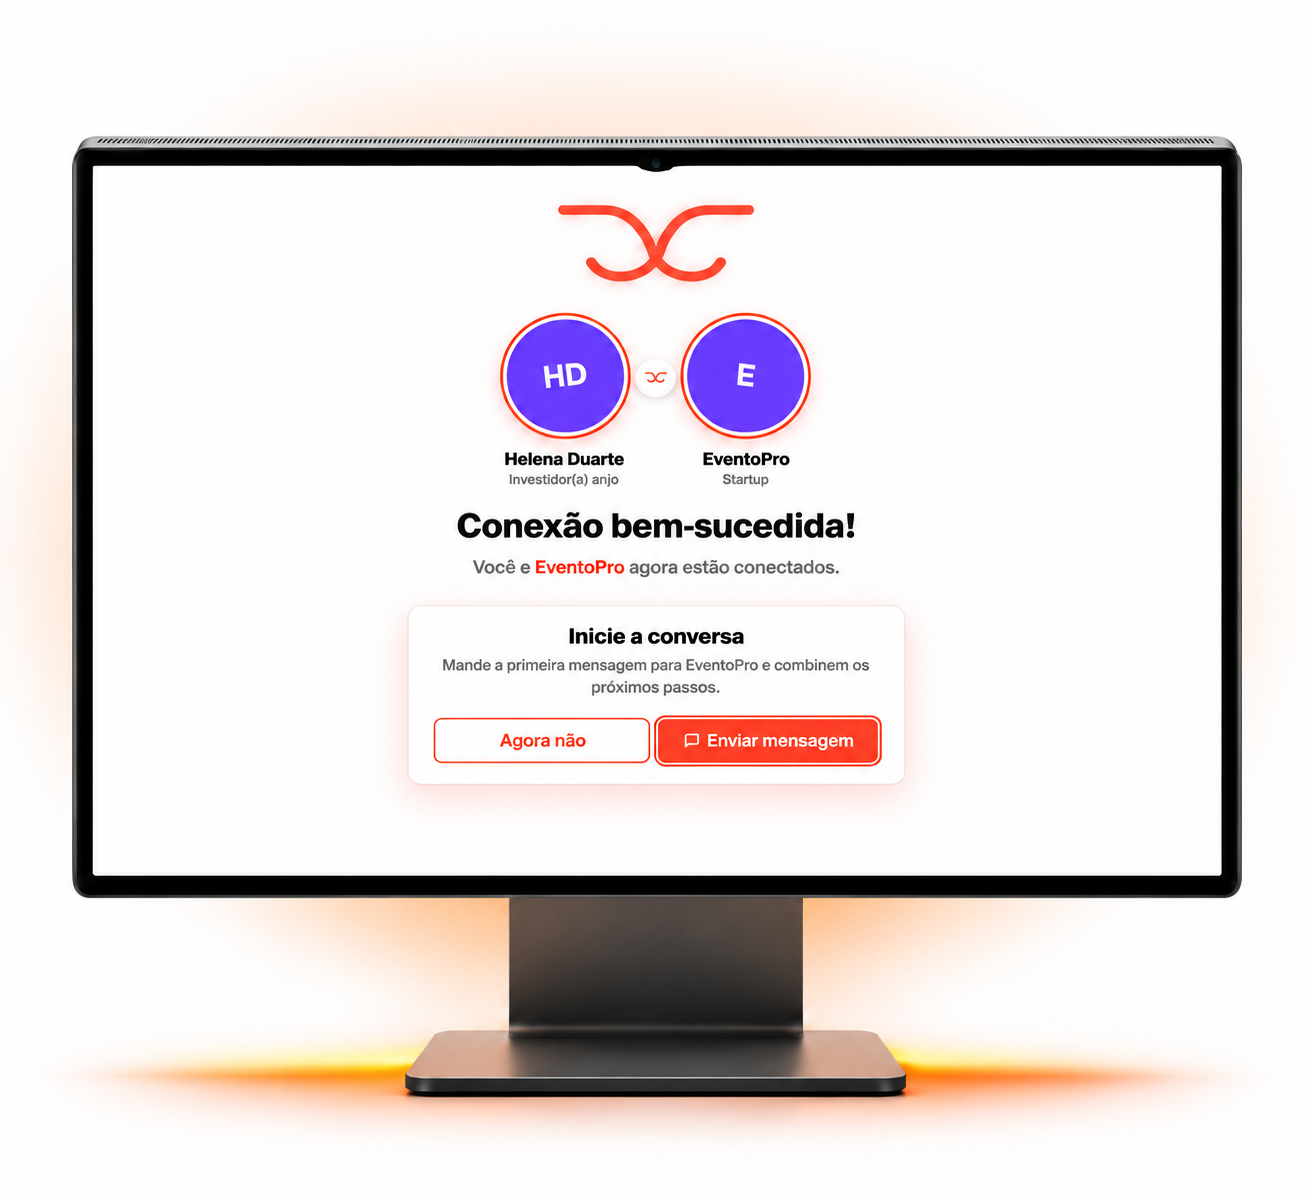 HD
E
Helena Duarte
EventoPro
Investidor(a) anjo
Startup
Conexão bem-sucedida!
Você e EventoPro agora estão conectados.
Inicie a conversa
Mande a primeira mensagem para EventoPro e combinem os
próximos passos.
Agora não
Enviar mensagem